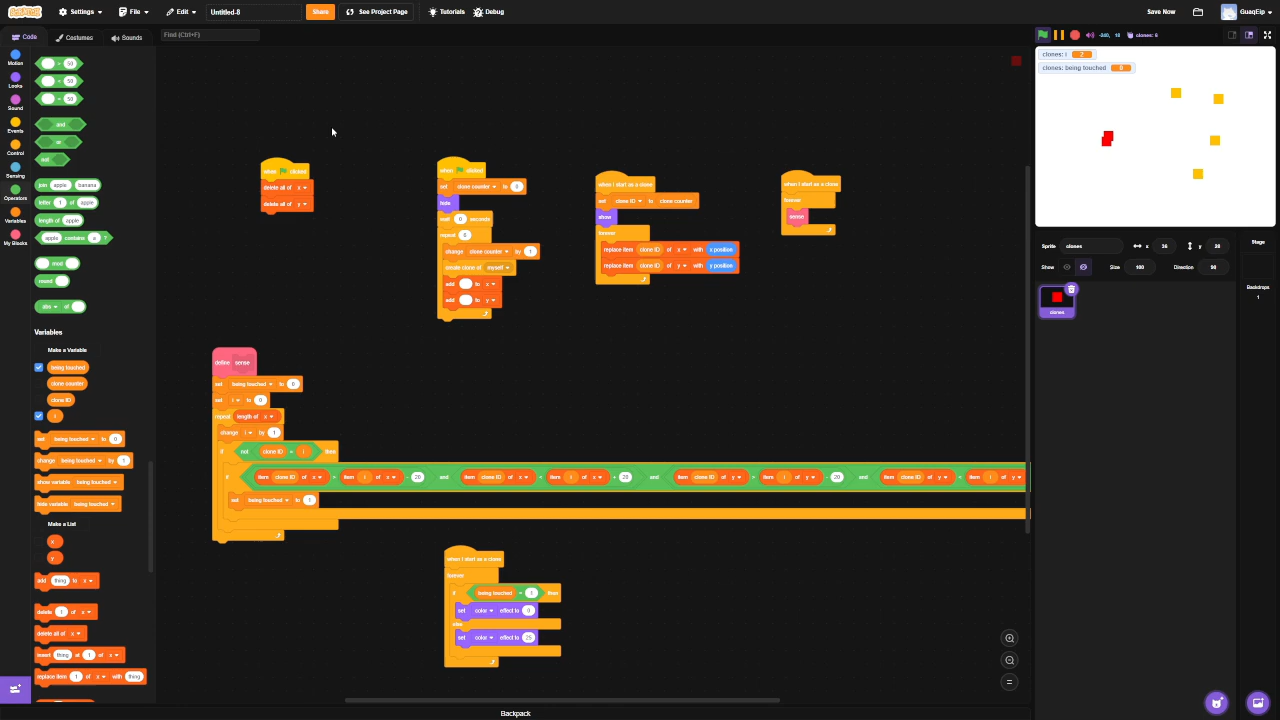 SCRATCH
Settings
File
Edit
Untitled-8
Share
See Project Page
Tutorials
Debug
Save Now
GuaqEip
Code
Costumes
Sounds
Find (Ctrl+F)
clones: 6
Motion
Looks
Sound
Events
Control
Sensing
Operators
Variables
My Blocks
50
50
50
and
or
not
join apple banana
letter 1 of apple
length of apple
apple contains a ?
mod
round
abs of
Variables
Make a Variable
being touched
clone counter
clone ID
i
set being touched to 0
change being touched by 1
show variable being touched
hide variable being touched
Make a List
x
y
add thing to x
delete 1 of x
delete all of x
insert thing at 1 of x
replace item 1 of x with thing
when clicked
delete all of x
delete all of y
when clicked
set clone counter to 0
hide
wait 0 seconds
repeat 6
change clone counter by 1
create clone of myself
add to x
add to y
when I start as a clone
set clone ID to clone counter
show
forever
replace item clone ID of x with x position
replace item clone ID of y with y position
when I start as a clone
forever
sense
define sense
set being touched to 0
set i to 0
repeat length of x
change i by 1
if not clone ID = i then
if item clone ID of x > item i of x - 20 and item clone ID of x < item i of x + 20 and item clone ID of y > item i of y - 20 and item clone ID of y < item i of y
set being touched to 1
when I start as a clone
forever
if being touched = 1 then
set color effect to 0
else
set color effect to 25
clones: i 2
clones: being touched 0
Sprite clones x 36 y 28
Show Size 100 Direction 90
clones
Stage
Backdrops
1
Backpack